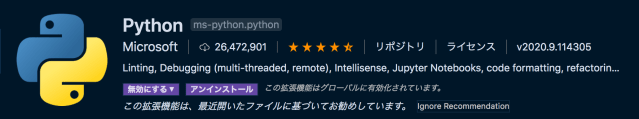 Python ms-python.python
Microsoft 26,472,901 リポジトリ ライセンス v2020.9.114305
Linting, Debugging (multi-threaded, remote), Intellisense, Jupyter Notebooks, code formatting, refactorin...
無効にする アンインストール この拡張機能はグローバルに有効化されています。
この拡張機能は、最近開いたファイルに基づいてお勧めしています。 Ignore Recommendation